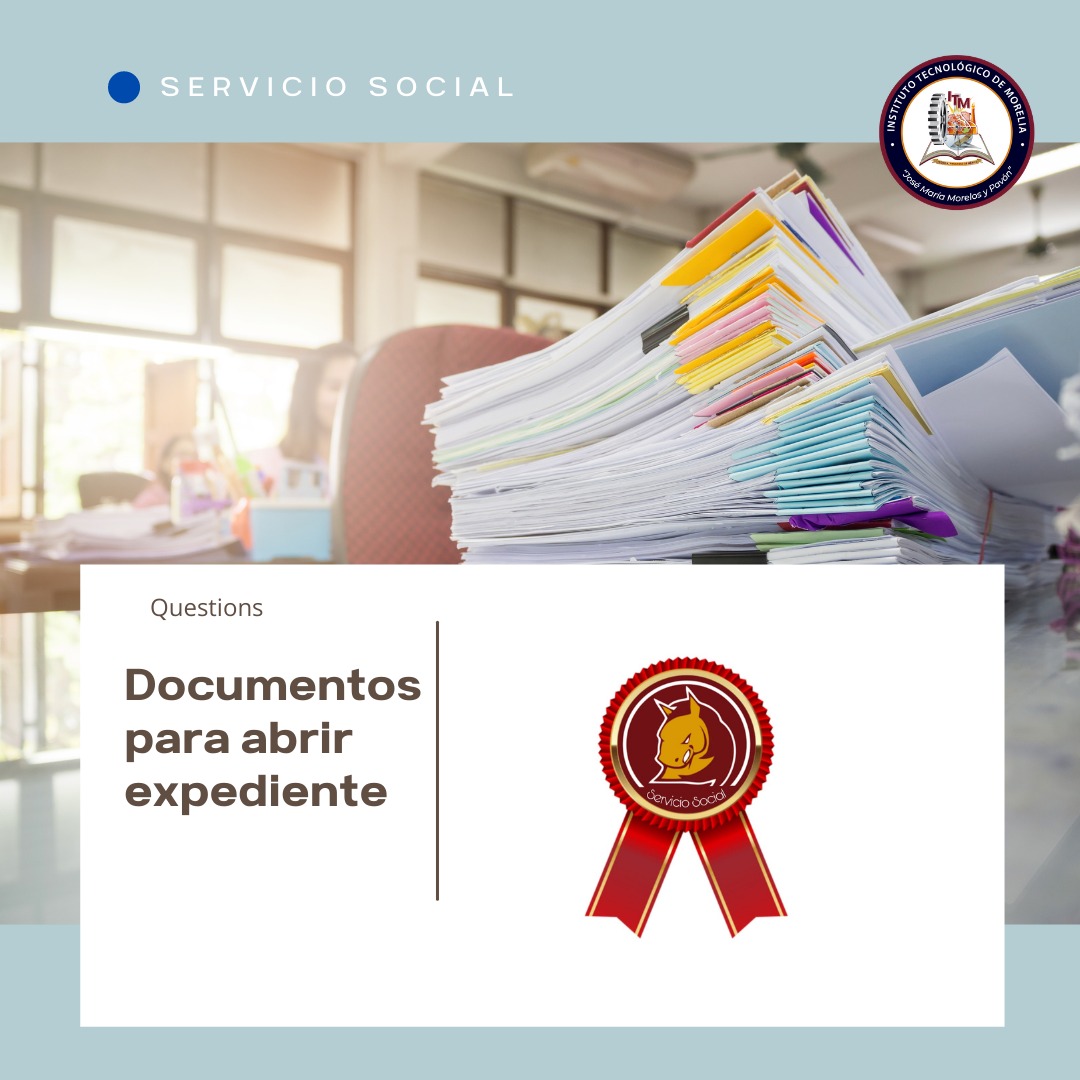 SERVICIO SOCIAL
INSTITUTO TECNOLÓGICO DE MORELIA
ITM
"José María Morelos y Pavón"
Questions
Documentos
para abrir
expediente
Servicio Social